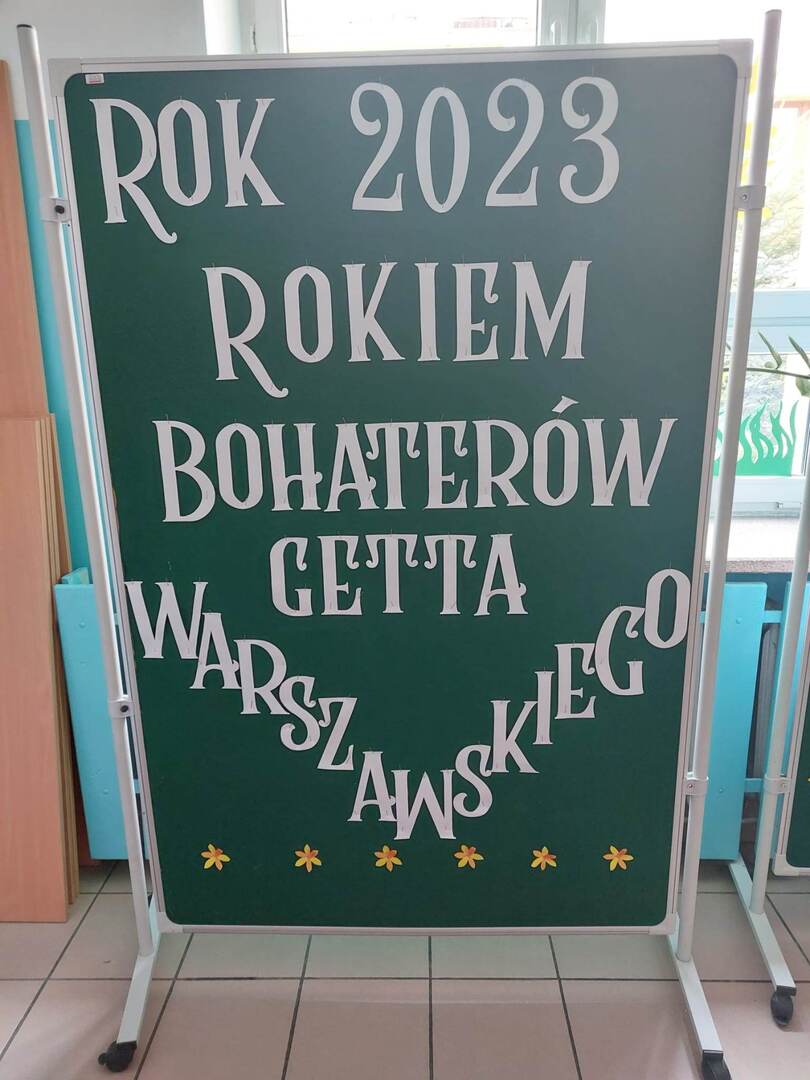 ROK 2023
ROKIEM
BOHATERÓW
GETTA
WARSZAWSKIEGO